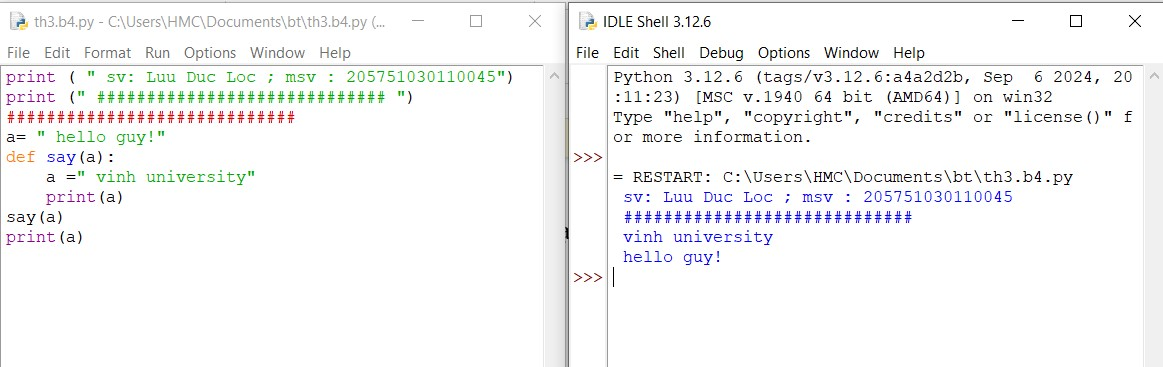 th3.b4.py - C:\Users\HMC\Documents\bt\th3.b4.py (...
File Edit Format Run Options Window Help
print ( " sv: Luu Duc Loc ; msv : 205751030110045")
print (" ############################# ")
#############################
a= " hello guy!"
def say(a):
    a =" vinh university"
    print(a)
say(a)
print(a)
IDLE Shell 3.12.6
File Edit Shell Debug Options Window Help
Python 3.12.6 (tags/v3.12.6:a4a2d2b, Sep  6 2024, 20
:11:23) [MSC v.1940 64 bit (AMD64)] on win32
Type "help", "copyright", "credits" or "license()" f
or more information.
>>>
= RESTART: C:\Users\HMC\Documents\bt\th3.b4.py
 sv: Luu Duc Loc ; msv : 205751030110045
 #############################
 vinh university
 hello guy!
>>>